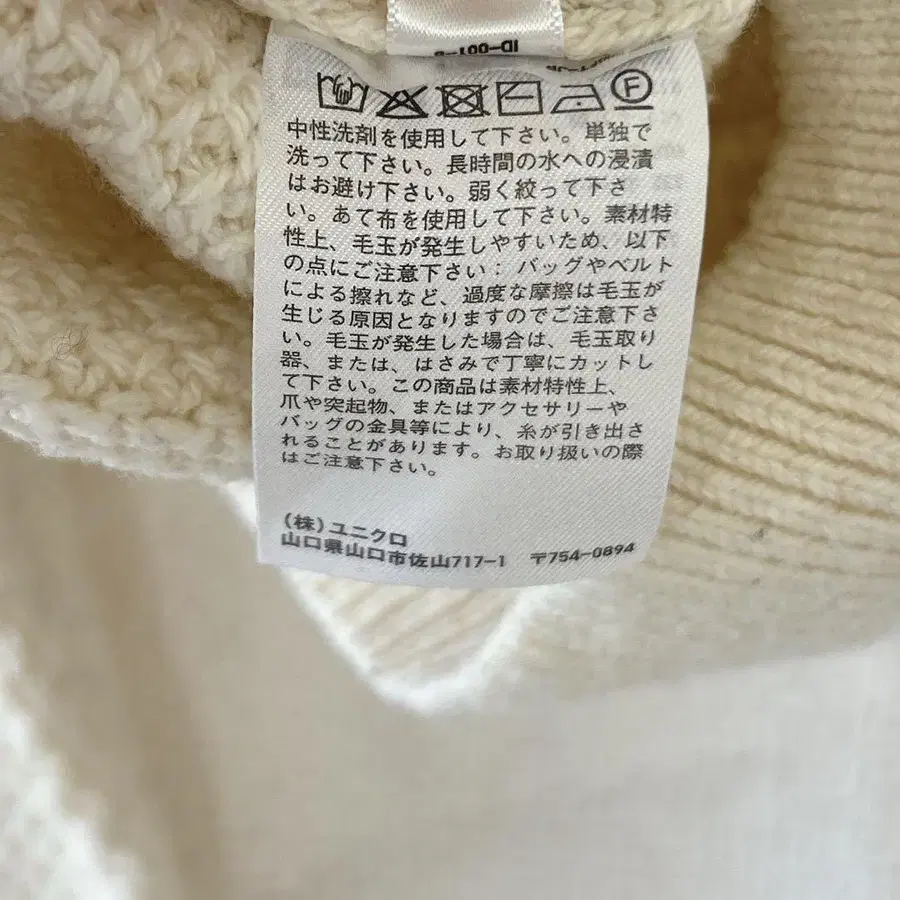 ID-001-8
中性洗剤を使用して下さい。単独で
洗って下さい。長時間の水への浸漬
はお避け下さい。弱く絞って下さ
い。あて布を使用して下さい。素材特
性上、毛玉が発生しやすいため、以下
の点にご注意下さい：バッグやベルト
による擦れなど、過度な摩擦は毛玉が
生じる原因となりますのでご注意下さ
い。毛玉が発生した場合は、毛玉取り
器、または、はさみで丁寧にカットし
て下さい。この商品は素材特性上、
爪や突起物、またはアクセサリーや
バッグの金具等により、糸が引き出さ
れることがあります。お取り扱いの際
はご注意下さい。
(株)ユニクロ
山口県山口市佐山717-1 〒754-0894